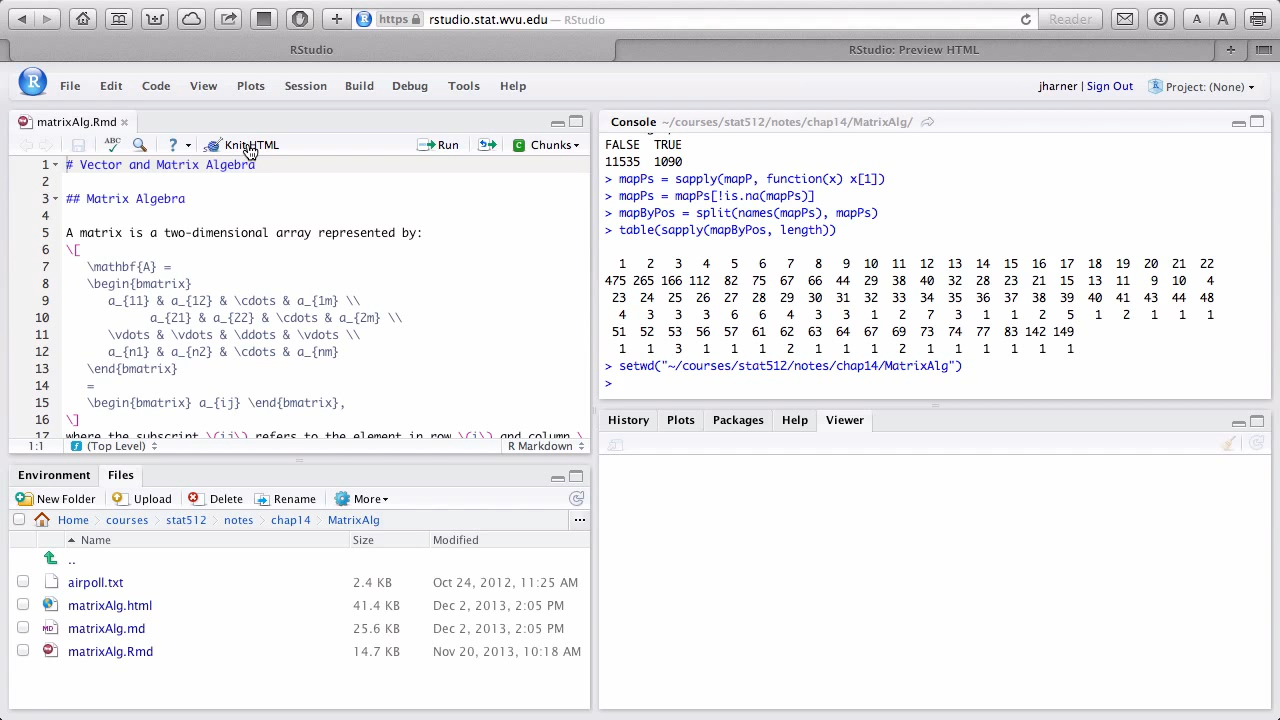 https rstudio.stat.wvu.edu — RStudio
Reader
A A
RStudio
RStudio: Preview HTML
R File Edit Code View Plots Session Build Debug Tools Help
jharner | Sign Out Project: (None)
matrixAlg.Rmd
ABC ? Knit HTML Run Chunks
1 # Vector and Matrix Algebra
2
3 ## Matrix Algebra
4
5 A matrix is a two-dimensional array represented by:
6 \[
7 \mathbf{A} =
8 \begin{bmatrix}
9 a_{11} & a_{12} & \cdots & a_{1m} \\
10 a_{21} & a_{22} & \cdots & a_{2m} \\
11 \vdots & \vdots & \ddots & \vdots \\
12 a_{n1} & a_{n2} & \cdots & a_{nm}
13 \end{bmatrix}
14 =
15 \begin{bmatrix} a_{ij} \end{bmatrix},
16 \]
17 where the subscript \(ij\) refers to the element in row \(i\) and column \
1:1 (Top Level) R Markdown
Environment Files
New Folder Upload Delete Rename More
Home courses stat512 notes chap14 MatrixAlg ...
Name Size Modified
..
airpoll.txt 2.4 KB Oct 24, 2012, 11:25 AM
matrixAlg.html 41.4 KB Dec 2, 2013, 2:05 PM
matrixAlg.md 25.6 KB Dec 2, 2013, 2:05 PM
matrixAlg.Rmd 14.7 KB Nov 20, 2013, 10:18 AM
Console ~/courses/stat512/notes/chap14/MatrixAlg/
FALSE TRUE
11535 1090
> mapPs = sapply(mapP, function(x) x[1])
> mapPs = mapPs[!is.na(mapPs)]
> mapByPos = split(names(mapPs), mapPs)
> table(sapply(mapByPos, length))
1 2 3 4 5 6 7 8 9 10 11 12 13 14 15 16 17 18 19 20 21 22
475 265 166 112 82 75 67 66 44 29 38 40 32 28 23 21 15 13 11 9 10 4
23 24 25 26 27 28 29 30 31 32 33 34 35 36 37 38 39 40 41 43 44 48
4 3 3 3 6 6 4 3 3 1 2 7 3 1 1 2 5 1 2 1 1 1
51 52 53 56 57 61 62 63 64 67 69 73 74 77 83 142 149
1 1 3 1 1 2 1 1 1 1 2 1 1 1 1 1 1
> setwd("~/courses/stat512/notes/chap14/MatrixAlg")
>
History Plots Packages Help Viewer